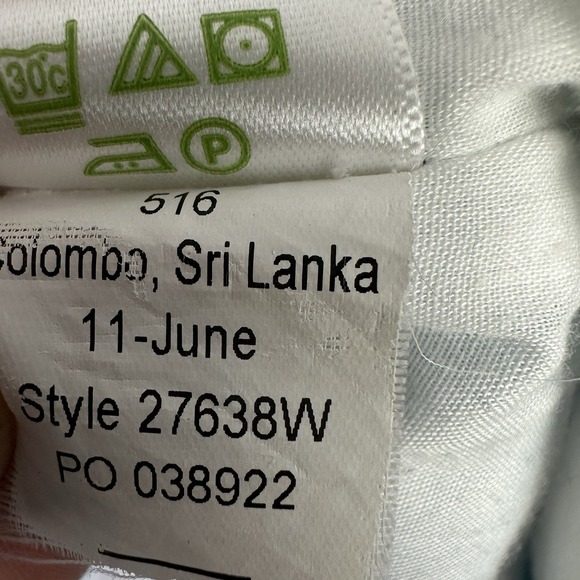 30°c
P
516
Colombo, Sri Lanka
11-June
Style 27638W
PO 038922